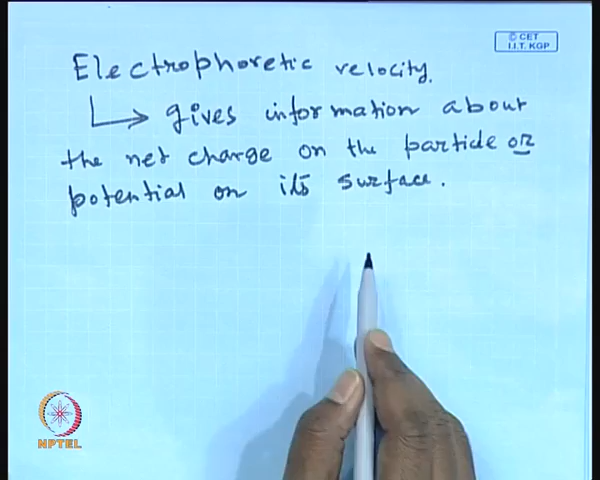 © CET
I.I.T. KGP
Electrophoretic velocity.
gives information about
the net charge on the particle or
potential on its surface.
NPTEL